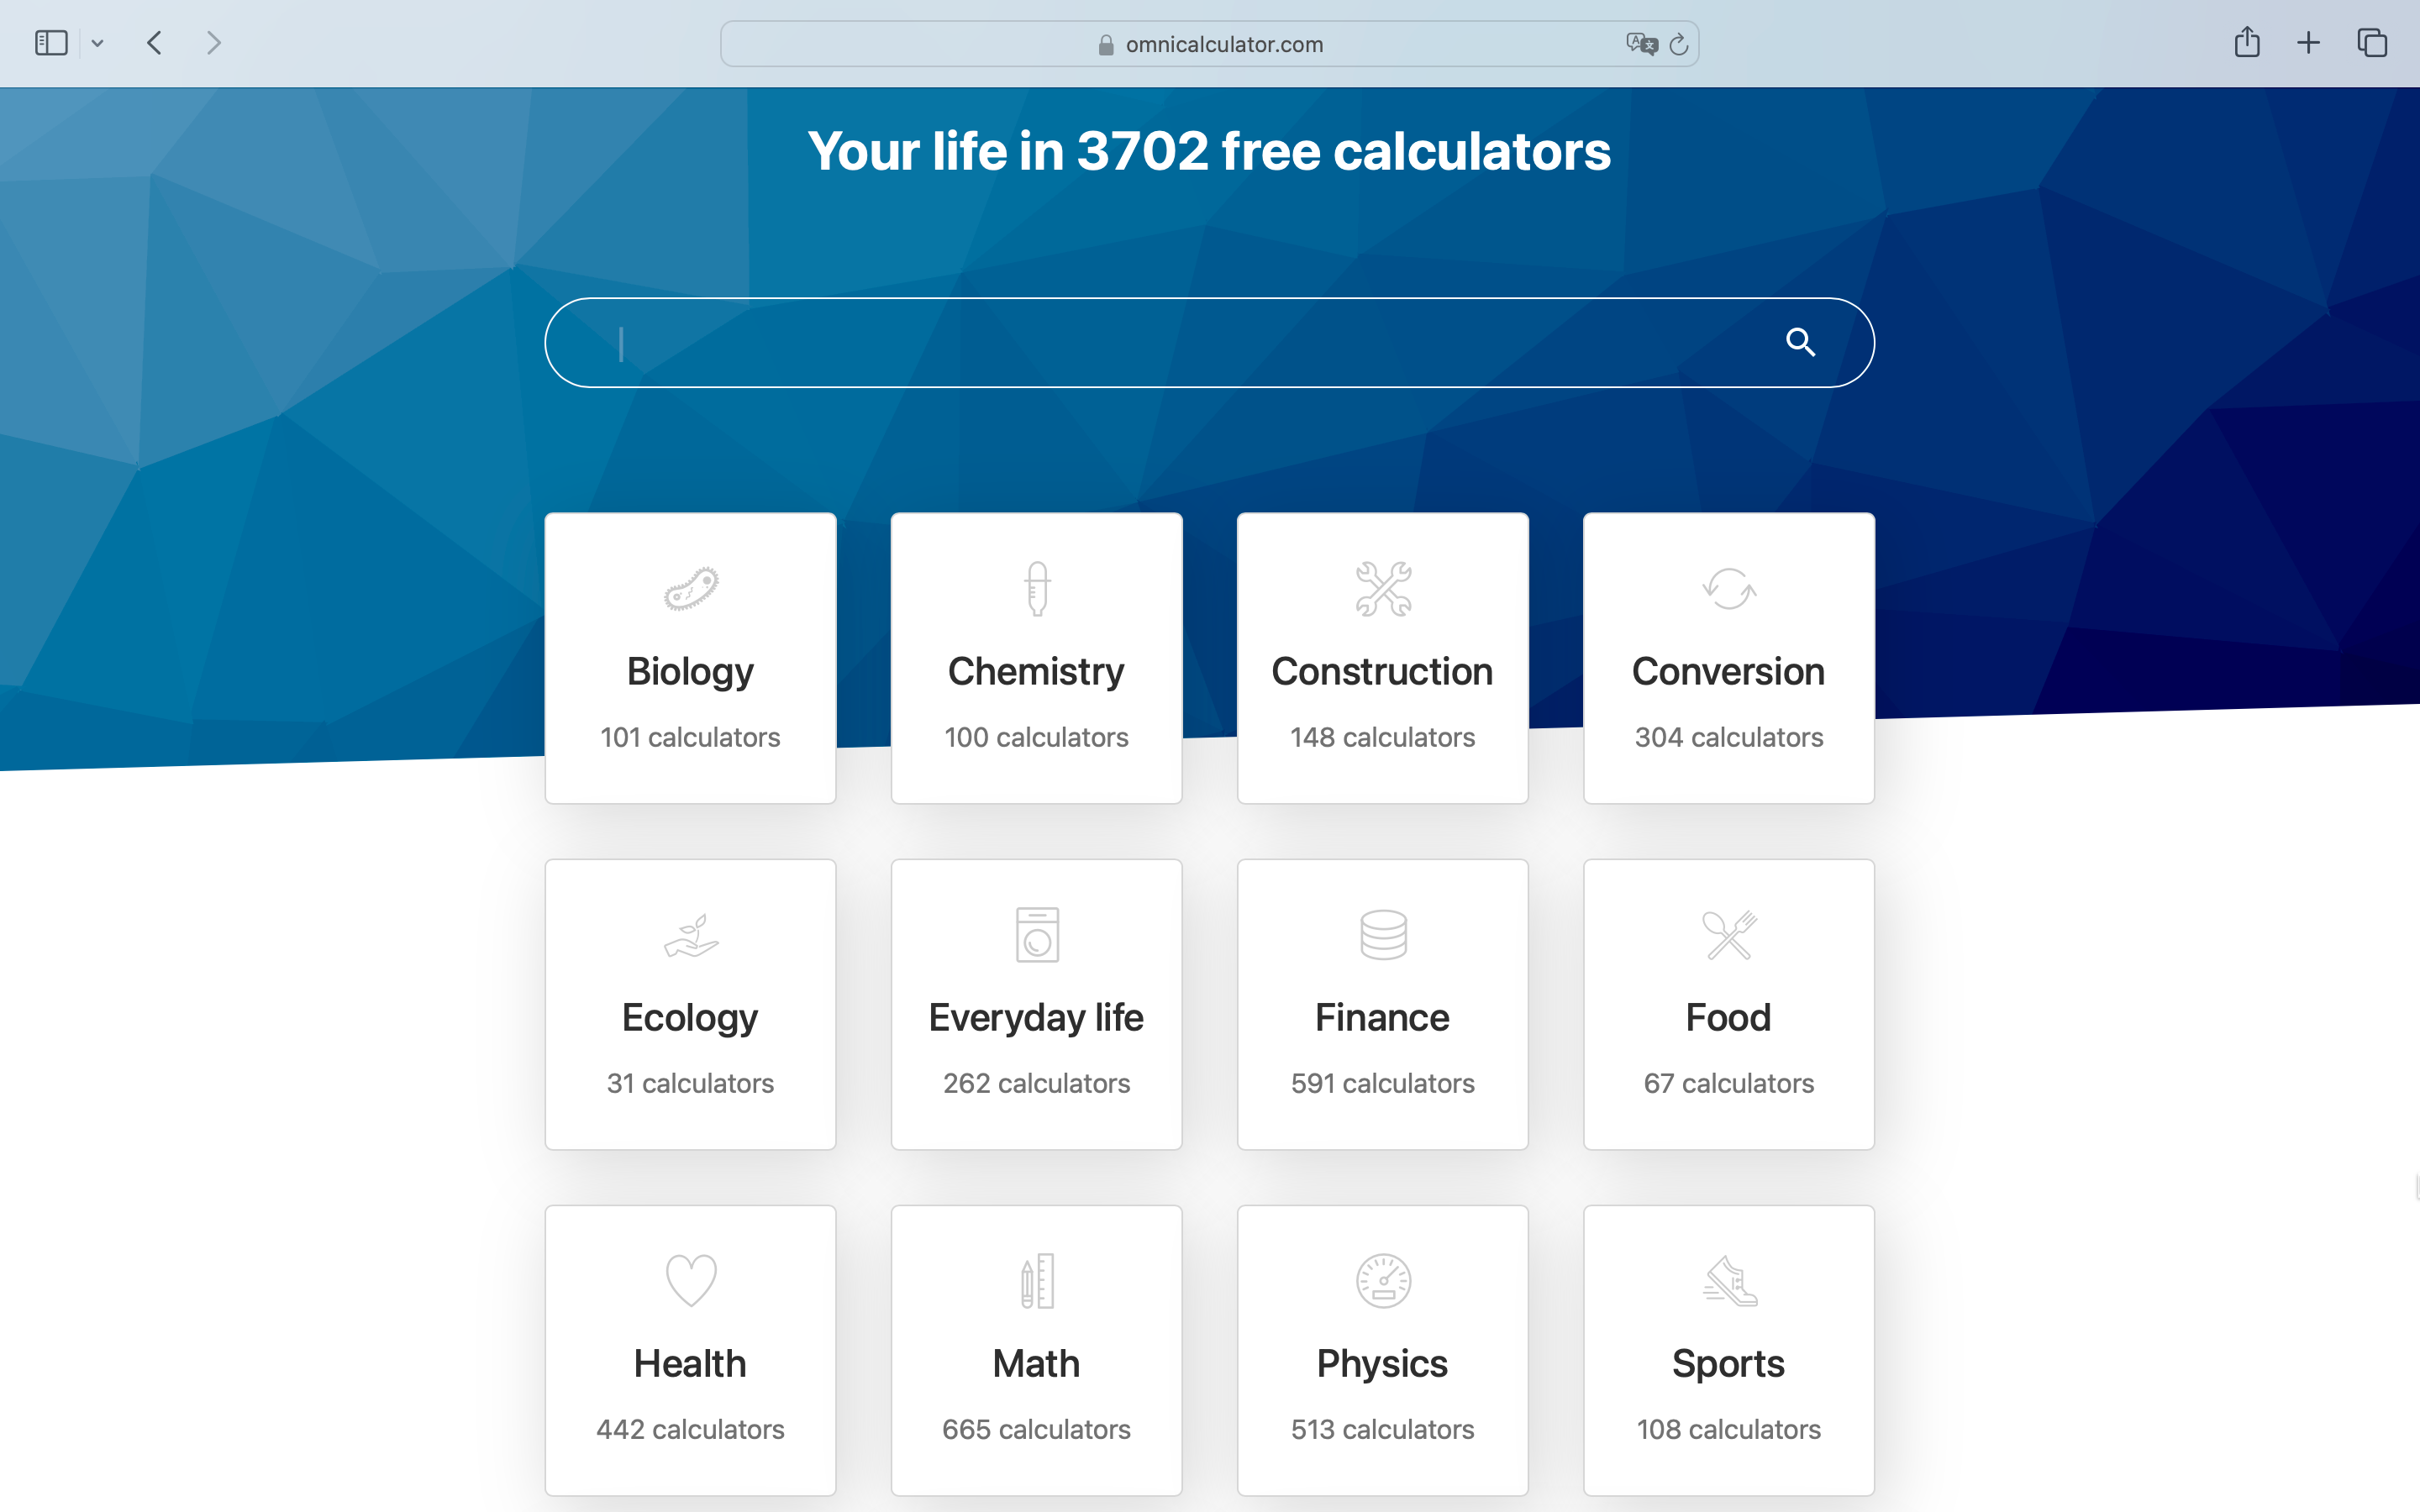 omnicalculator.com
Your life in 3702 free calculators
Biology
101 calculators
Chemistry
100 calculators
Construction
148 calculators
Conversion
304 calculators
Ecology
31 calculators
Everyday life
262 calculators
Finance
591 calculators
Food
67 calculators
Health
442 calculators
Math
665 calculators
Physics
513 calculators
Sports
108 calculators